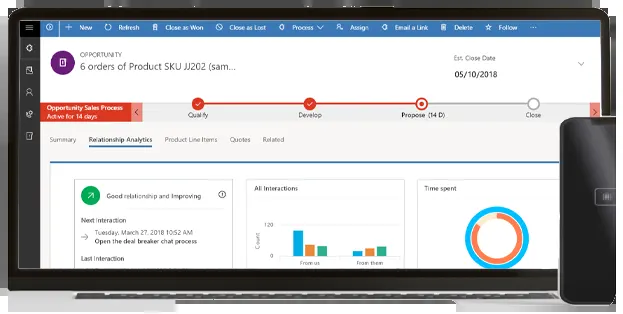 New
Refresh
Close as Won
Close as Lost
Process
Assign
Email a Link
Delete
Follow
OPPORTUNITY
6 orders of Product SKU JJ202 (sam...
Est. Close Date
05/10/2018
Opportunity Sales Process
Active for 14 days
Qualify
Develop
Propose (14 D)
Close
Summary
Relationship Analytics
Product Line Items
Quotes
Related
Good relationship and Improving
Next Interaction
Tuesday, March 27, 2018 10:52 AM
Open the deal breaker chat process
Last Interaction
All Interactions
Count
120
0
From us
From them
Time spent